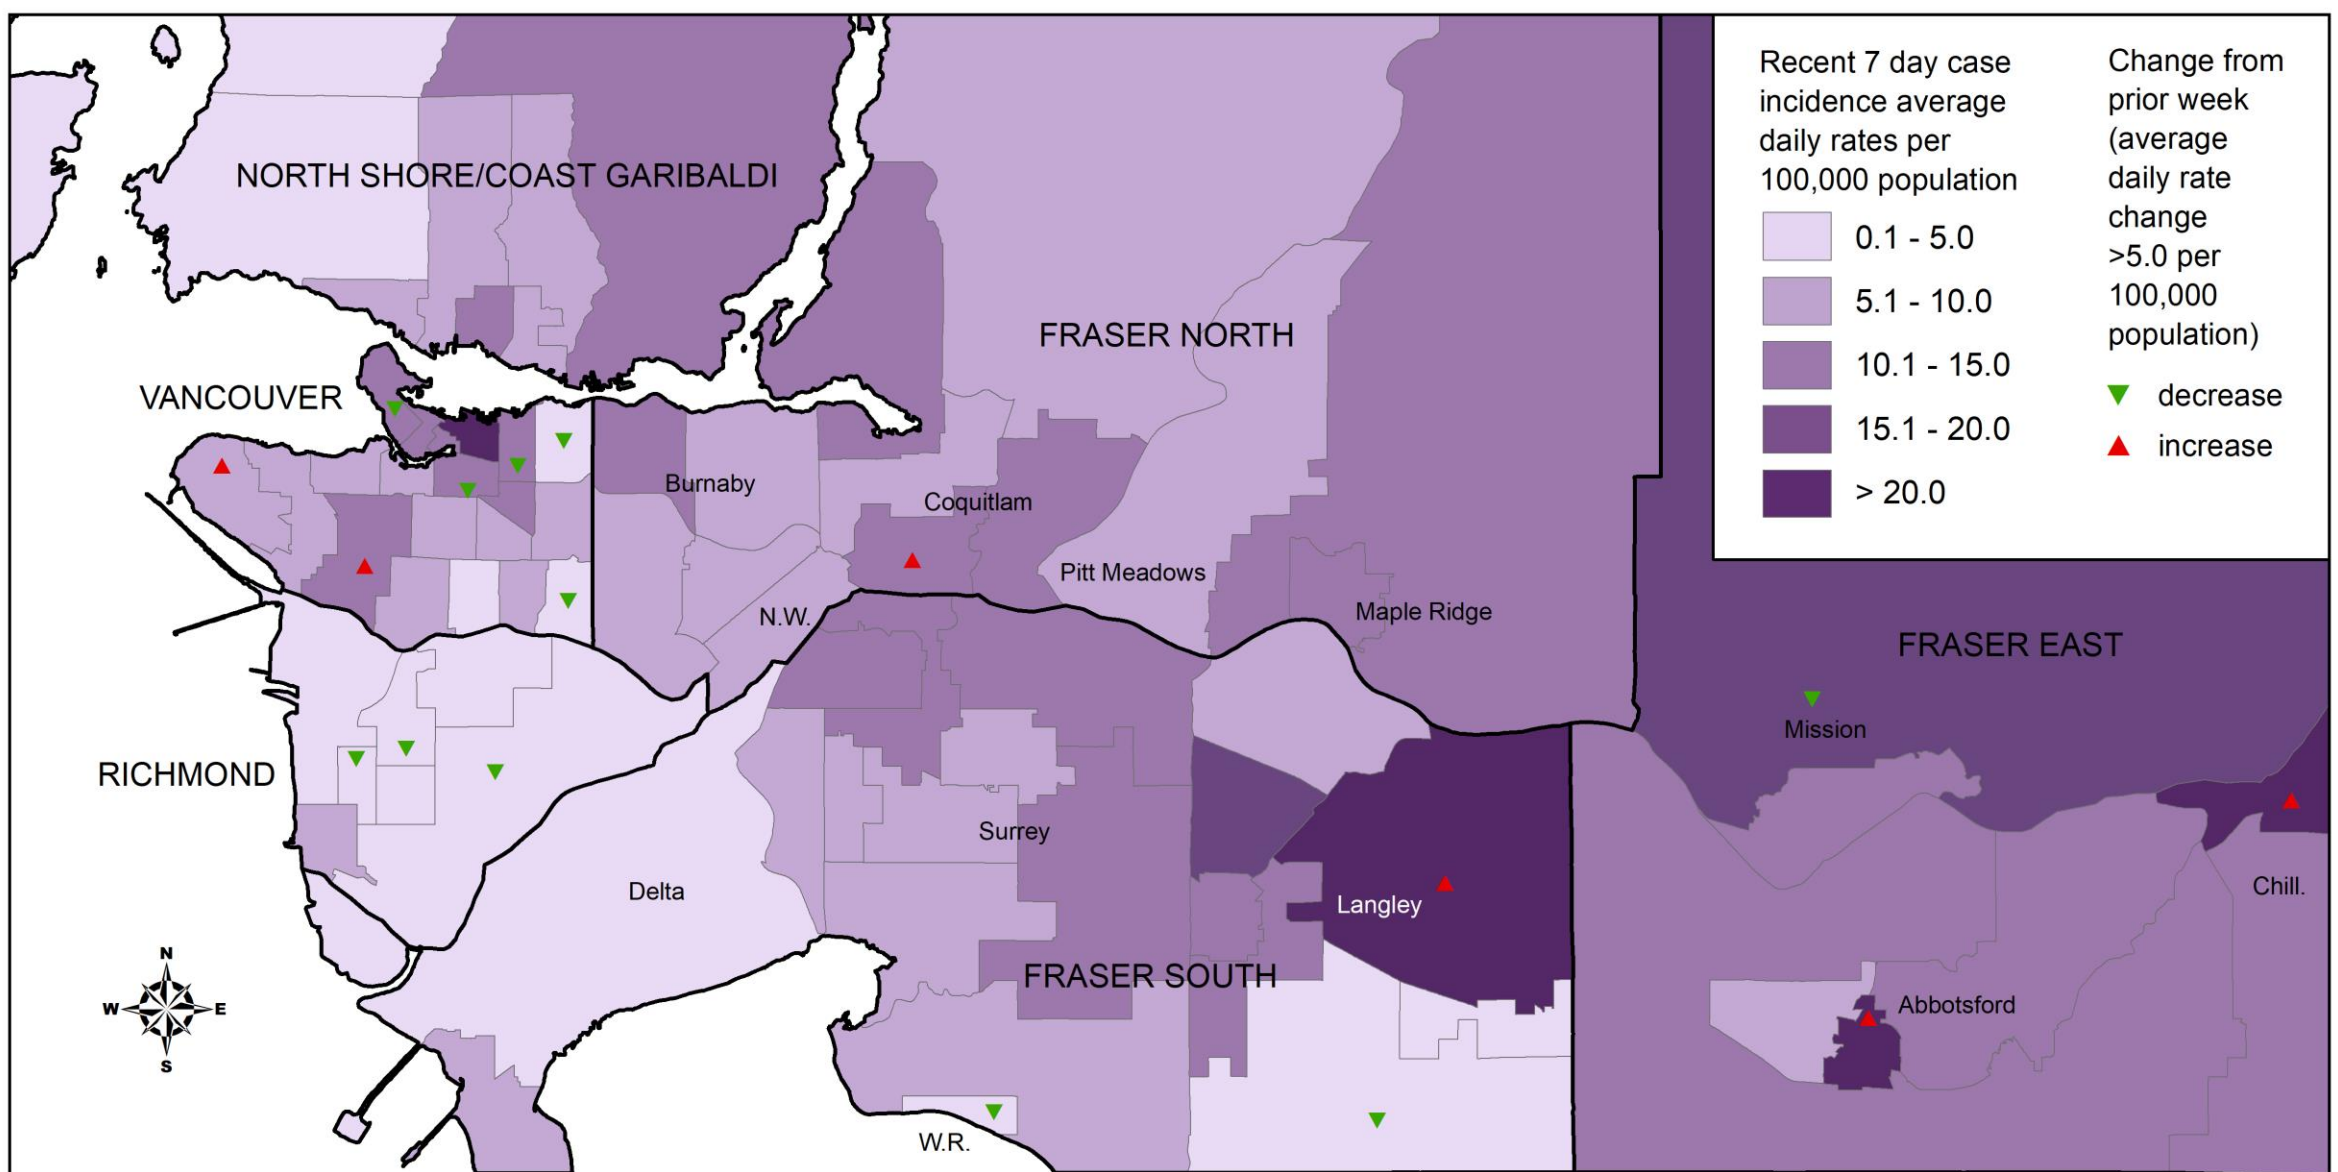 Recent 7 day case
incidence average
daily rates per
100,000 population
0.1 - 5.0
5.1 - 10.0
10.1 - 15.0
15.1 - 20.0
> 20.0
Change from
prior week
(average
daily rate
change
>5.0 per
100,000
population)
decrease
increase
NORTH SHORE/COAST GARIBALDI
FRASER NORTH
VANCOUVER
Burnaby
Coquitlam
Pitt Meadows
N.W.
Maple Ridge
FRASER EAST
Mission
RICHMOND
Surrey
Delta
Langley
Chill.
FRASER SOUTH
Abbotsford
W.R.
N
W
E
S